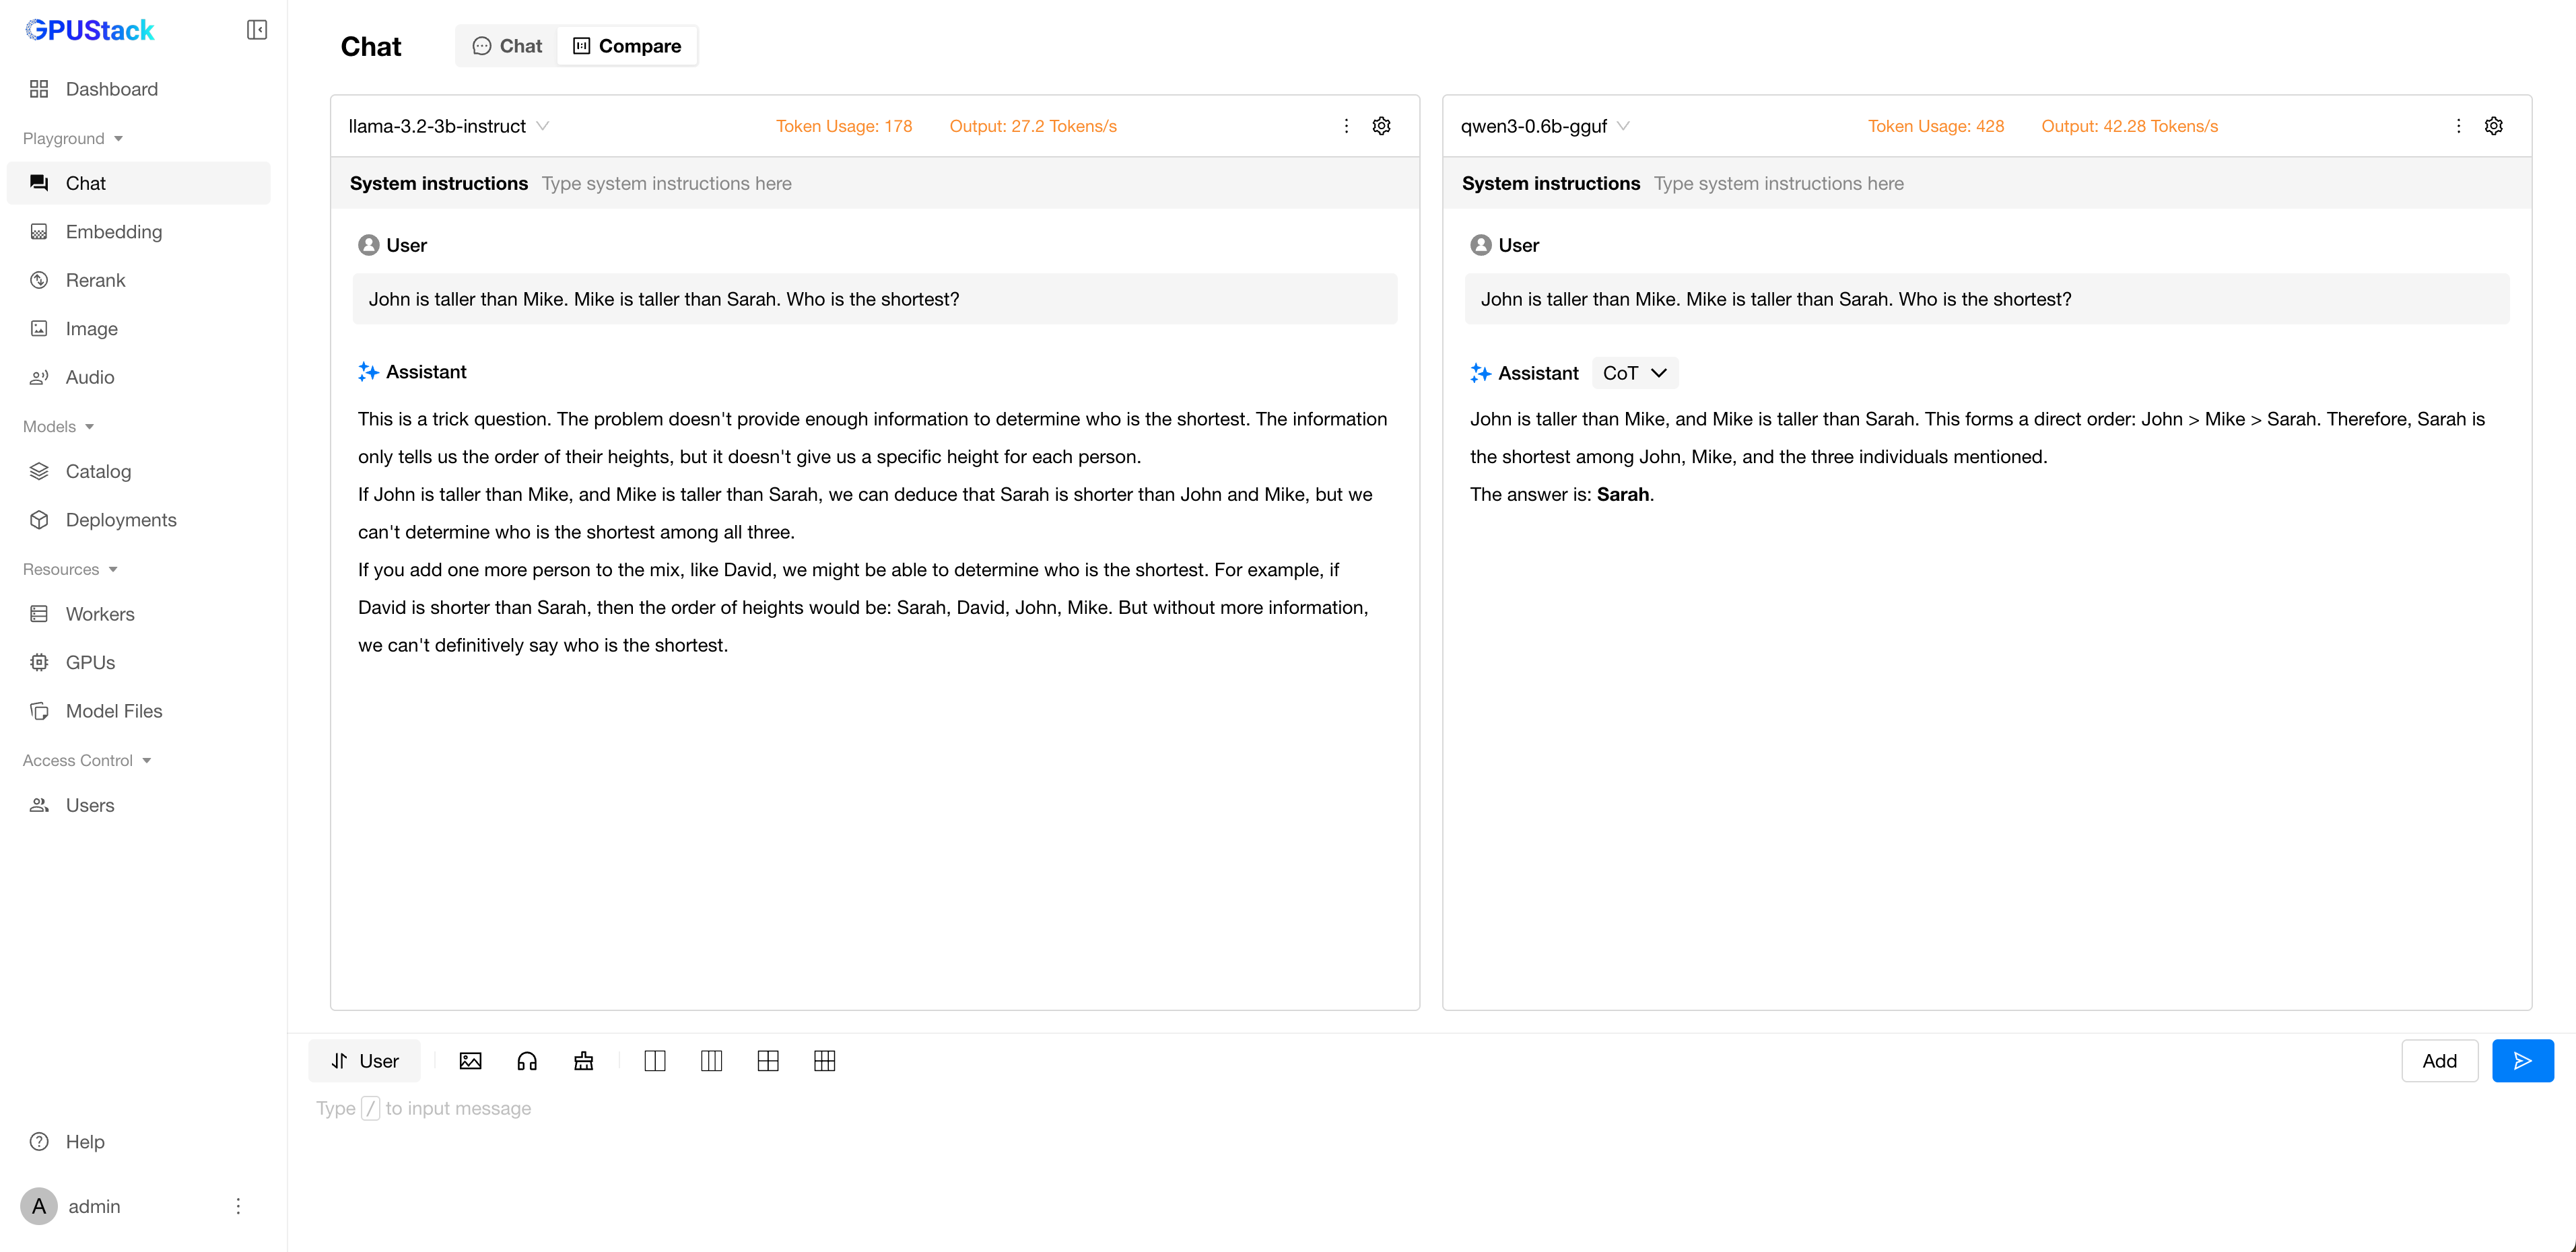 GPUStack
Dashboard
Playground
Chat
Embedding
Rerank
Image
Audio
Models
Catalog
Deployments
Resources
Workers
GPUs
Model Files
Access Control
Users
Help
A admin
Chat
Chat Compare
llama-3.2-3b-instruct Token Usage: 178 Output: 27.2 Tokens/s
System instructions Type system instructions here
User
John is taller than Mike. Mike is taller than Sarah. Who is the shortest?
Assistant
This is a trick question. The problem doesn't provide enough information to determine who is the shortest. The information
only tells us the order of their heights, but it doesn't give us a specific height for each person.
If John is taller than Mike, and Mike is taller than Sarah, we can deduce that Sarah is shorter than John and Mike, but we
can't determine who is the shortest among all three.
If you add one more person to the mix, like David, we might be able to determine who is the shortest. For example, if
David is shorter than Sarah, then the order of heights would be: Sarah, David, John, Mike. But without more information,
we can't definitively say who is the shortest.
qwen3-0.6b-gguf Token Usage: 428 Output: 42.28 Tokens/s
System instructions Type system instructions here
User
John is taller than Mike. Mike is taller than Sarah. Who is the shortest?
Assistant CoT
John is taller than Mike, and Mike is taller than Sarah. This forms a direct order: John > Mike > Sarah. Therefore, Sarah is
the shortest among John, Mike, and the three individuals mentioned.
The answer is: Sarah.
User
Add
Type / to input message